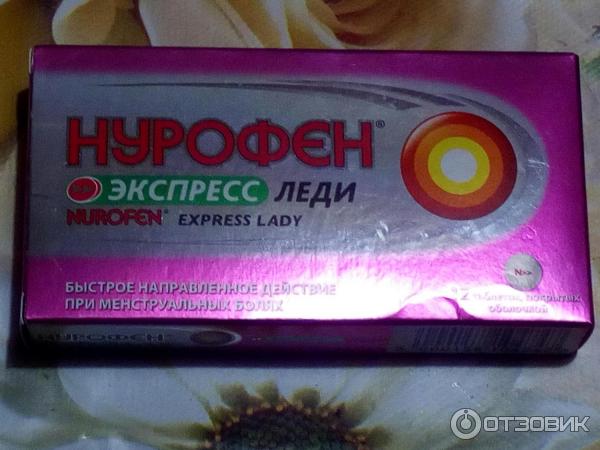 НУРОФЕН®
ЭКСПРЕСС ЛЕДИ
NUROFEN® EXPRESS LADY
N>>
БЫСТРОЕ НАПРАВЛЕННОЕ ДЕЙСТВИЕ
ПРИ МЕНСТРУАЛЬНЫХ БОЛЯХ
12 таблеток, покрытых
оболочкой
НУРОФЕН
ОТЗОВИК